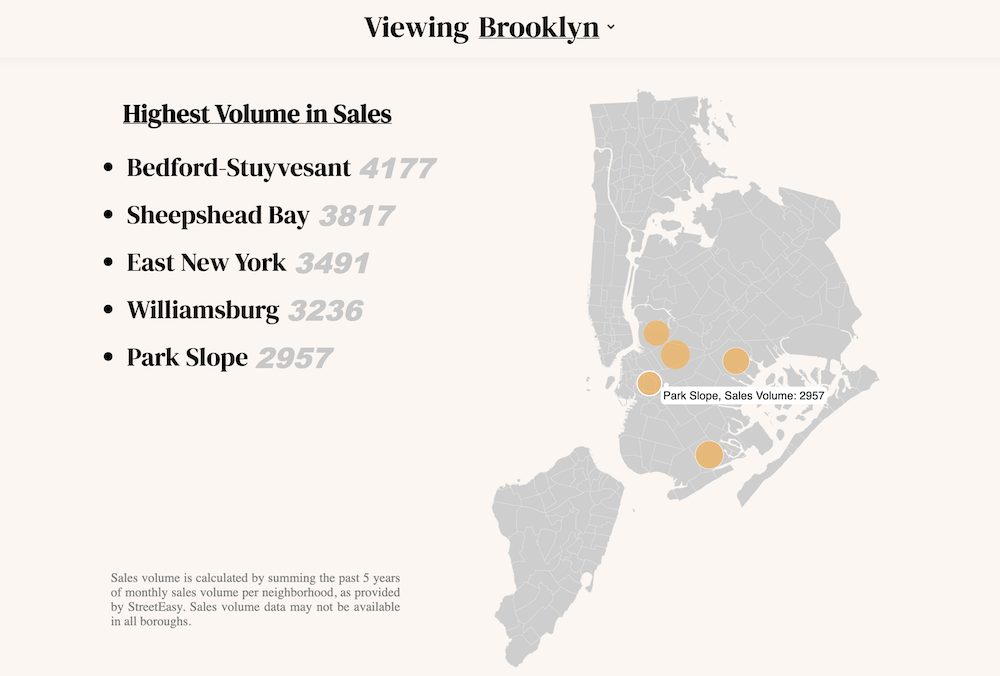 Viewing Brooklyn
Highest Volume in Sales
Bedford-Stuyvesant 4177
Sheepshead Bay 3817
East New York 3491
Williamsburg 3236
Park Slope 2957
Park Slope, Sales Volume: 2957
Sales volume is calculated by summing the past 5 years
of monthly sales volume per neighborhood, as provided
by StreetEasy. Sales volume data may not be available
in all boroughs.